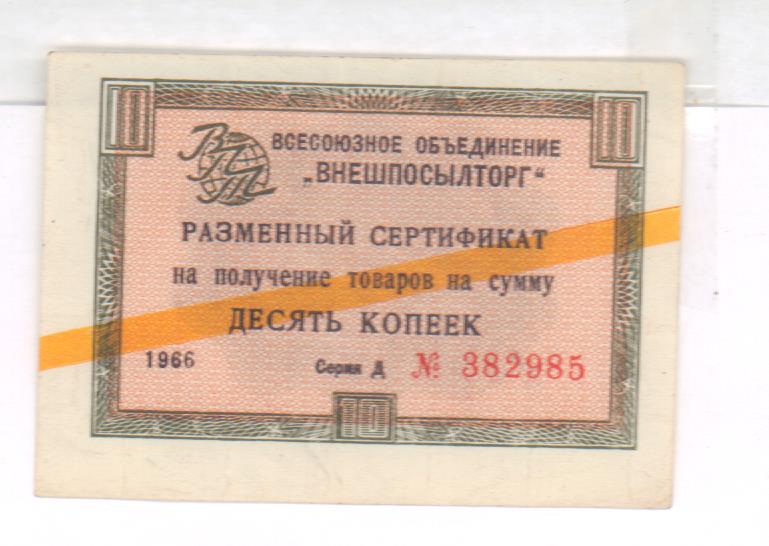 10 10
ВПТ
ВСЕСОЮЗНОЕ ОБЪЕДИНЕНИЕ
„ВНЕШПОСЫЛТОРГ“
РАЗМЕННЫЙ СЕРТИФИКАТ
на получение товаров на сумму
ДЕСЯТЬ КОПЕЕК
1966 Серия Д № 382985
10